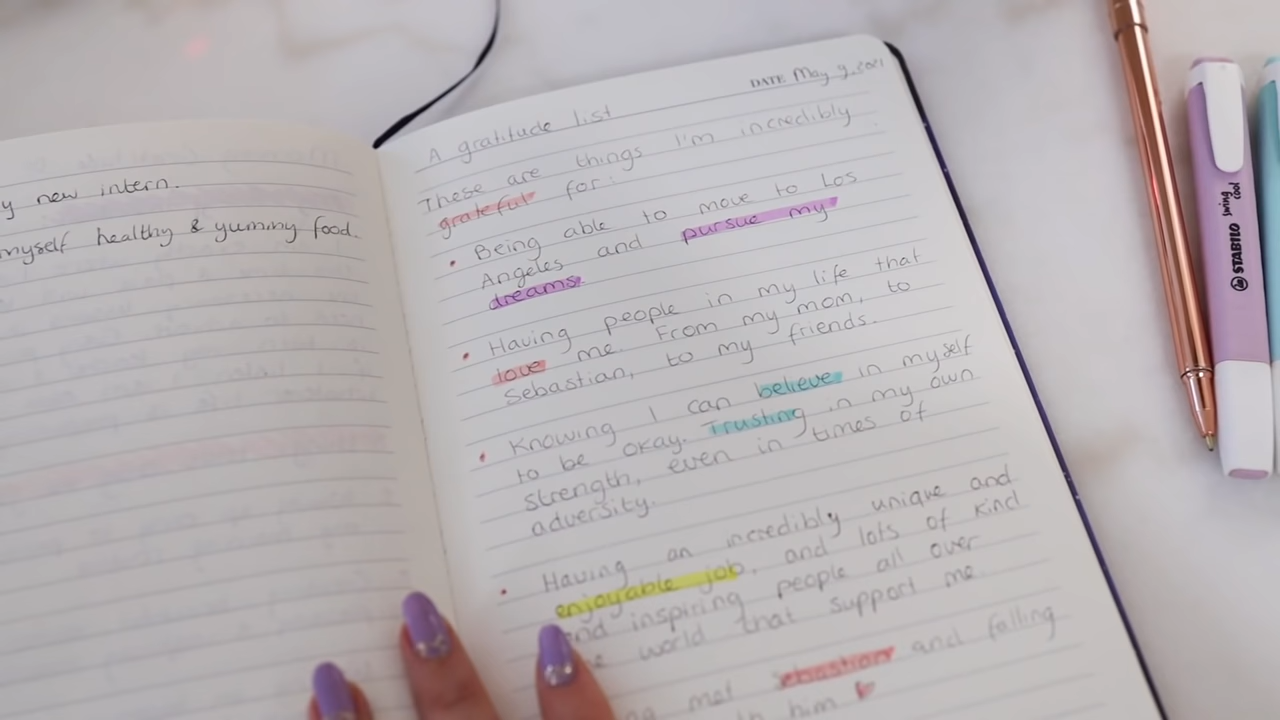 y new intern.
myself healthy & yummy food.
DATE May 9, 2021
A gratitude list
These are things I'm incredibly
grateful for:
• Being able to move to Los
Angeles and pursue my
dreams.
• Having people in my life that
love me. From my mom, to
Sebastian, to my friends.
• Knowing I can believe in myself
to be okay. Trusting in my own
strength, even in times of
adversity.
• Having an incredibly unique and
enjoyable job, and lots of kind
and inspiring people all over
world that support me
met Sebastian and falling
him
STABILO swing cool